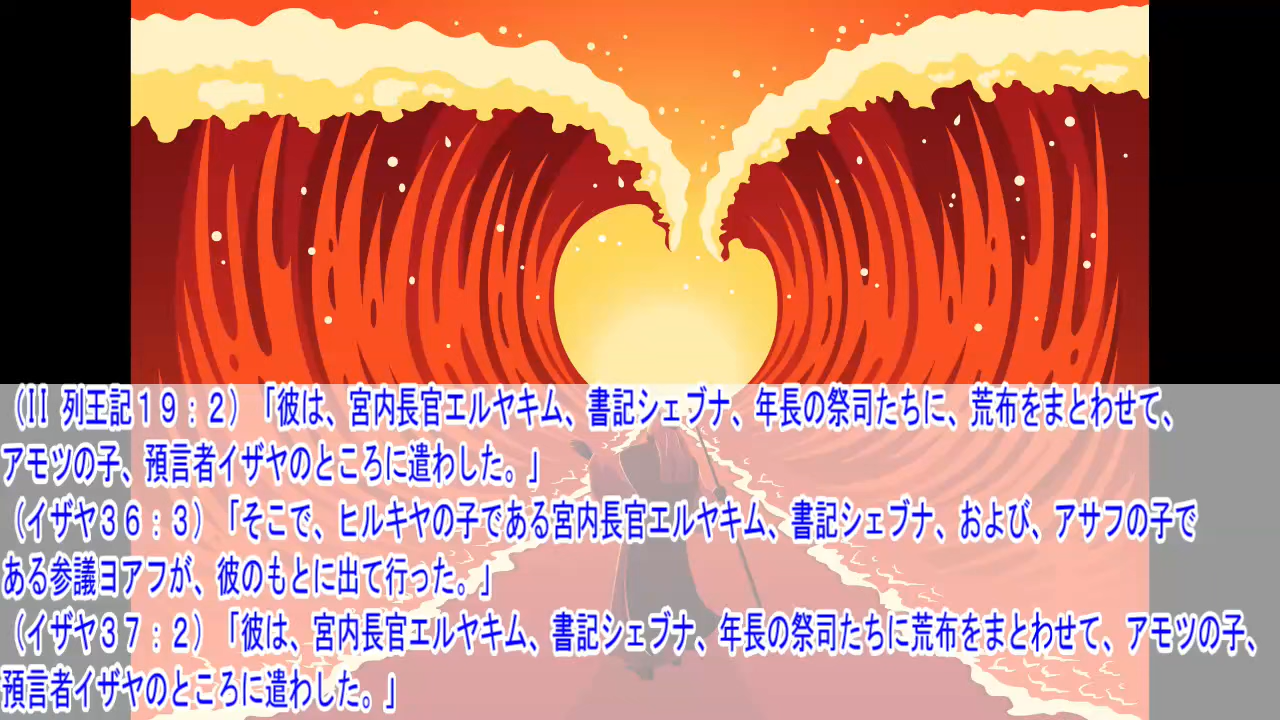 （II 列王記１９：２）「彼は、宮内長官エルヤキム、書記シェブナ、年長の祭司たちに、荒布をまとわせて、
アモツの子、預言者イザヤのところに遣わした。」
（イザヤ３６：３）「そこで、ヒルキヤの子である宮内長官エルヤキム、書記シェブナ、および、アサフの子で
ある参議ヨアフが、彼のもとに出て行った。」
（イザヤ３７：２）「彼は、宮内長官エルヤキム、書記シェブナ、年長の祭司たちに荒布をまとわせて、アモツの子、
預言者イザヤのところに遣わした。」